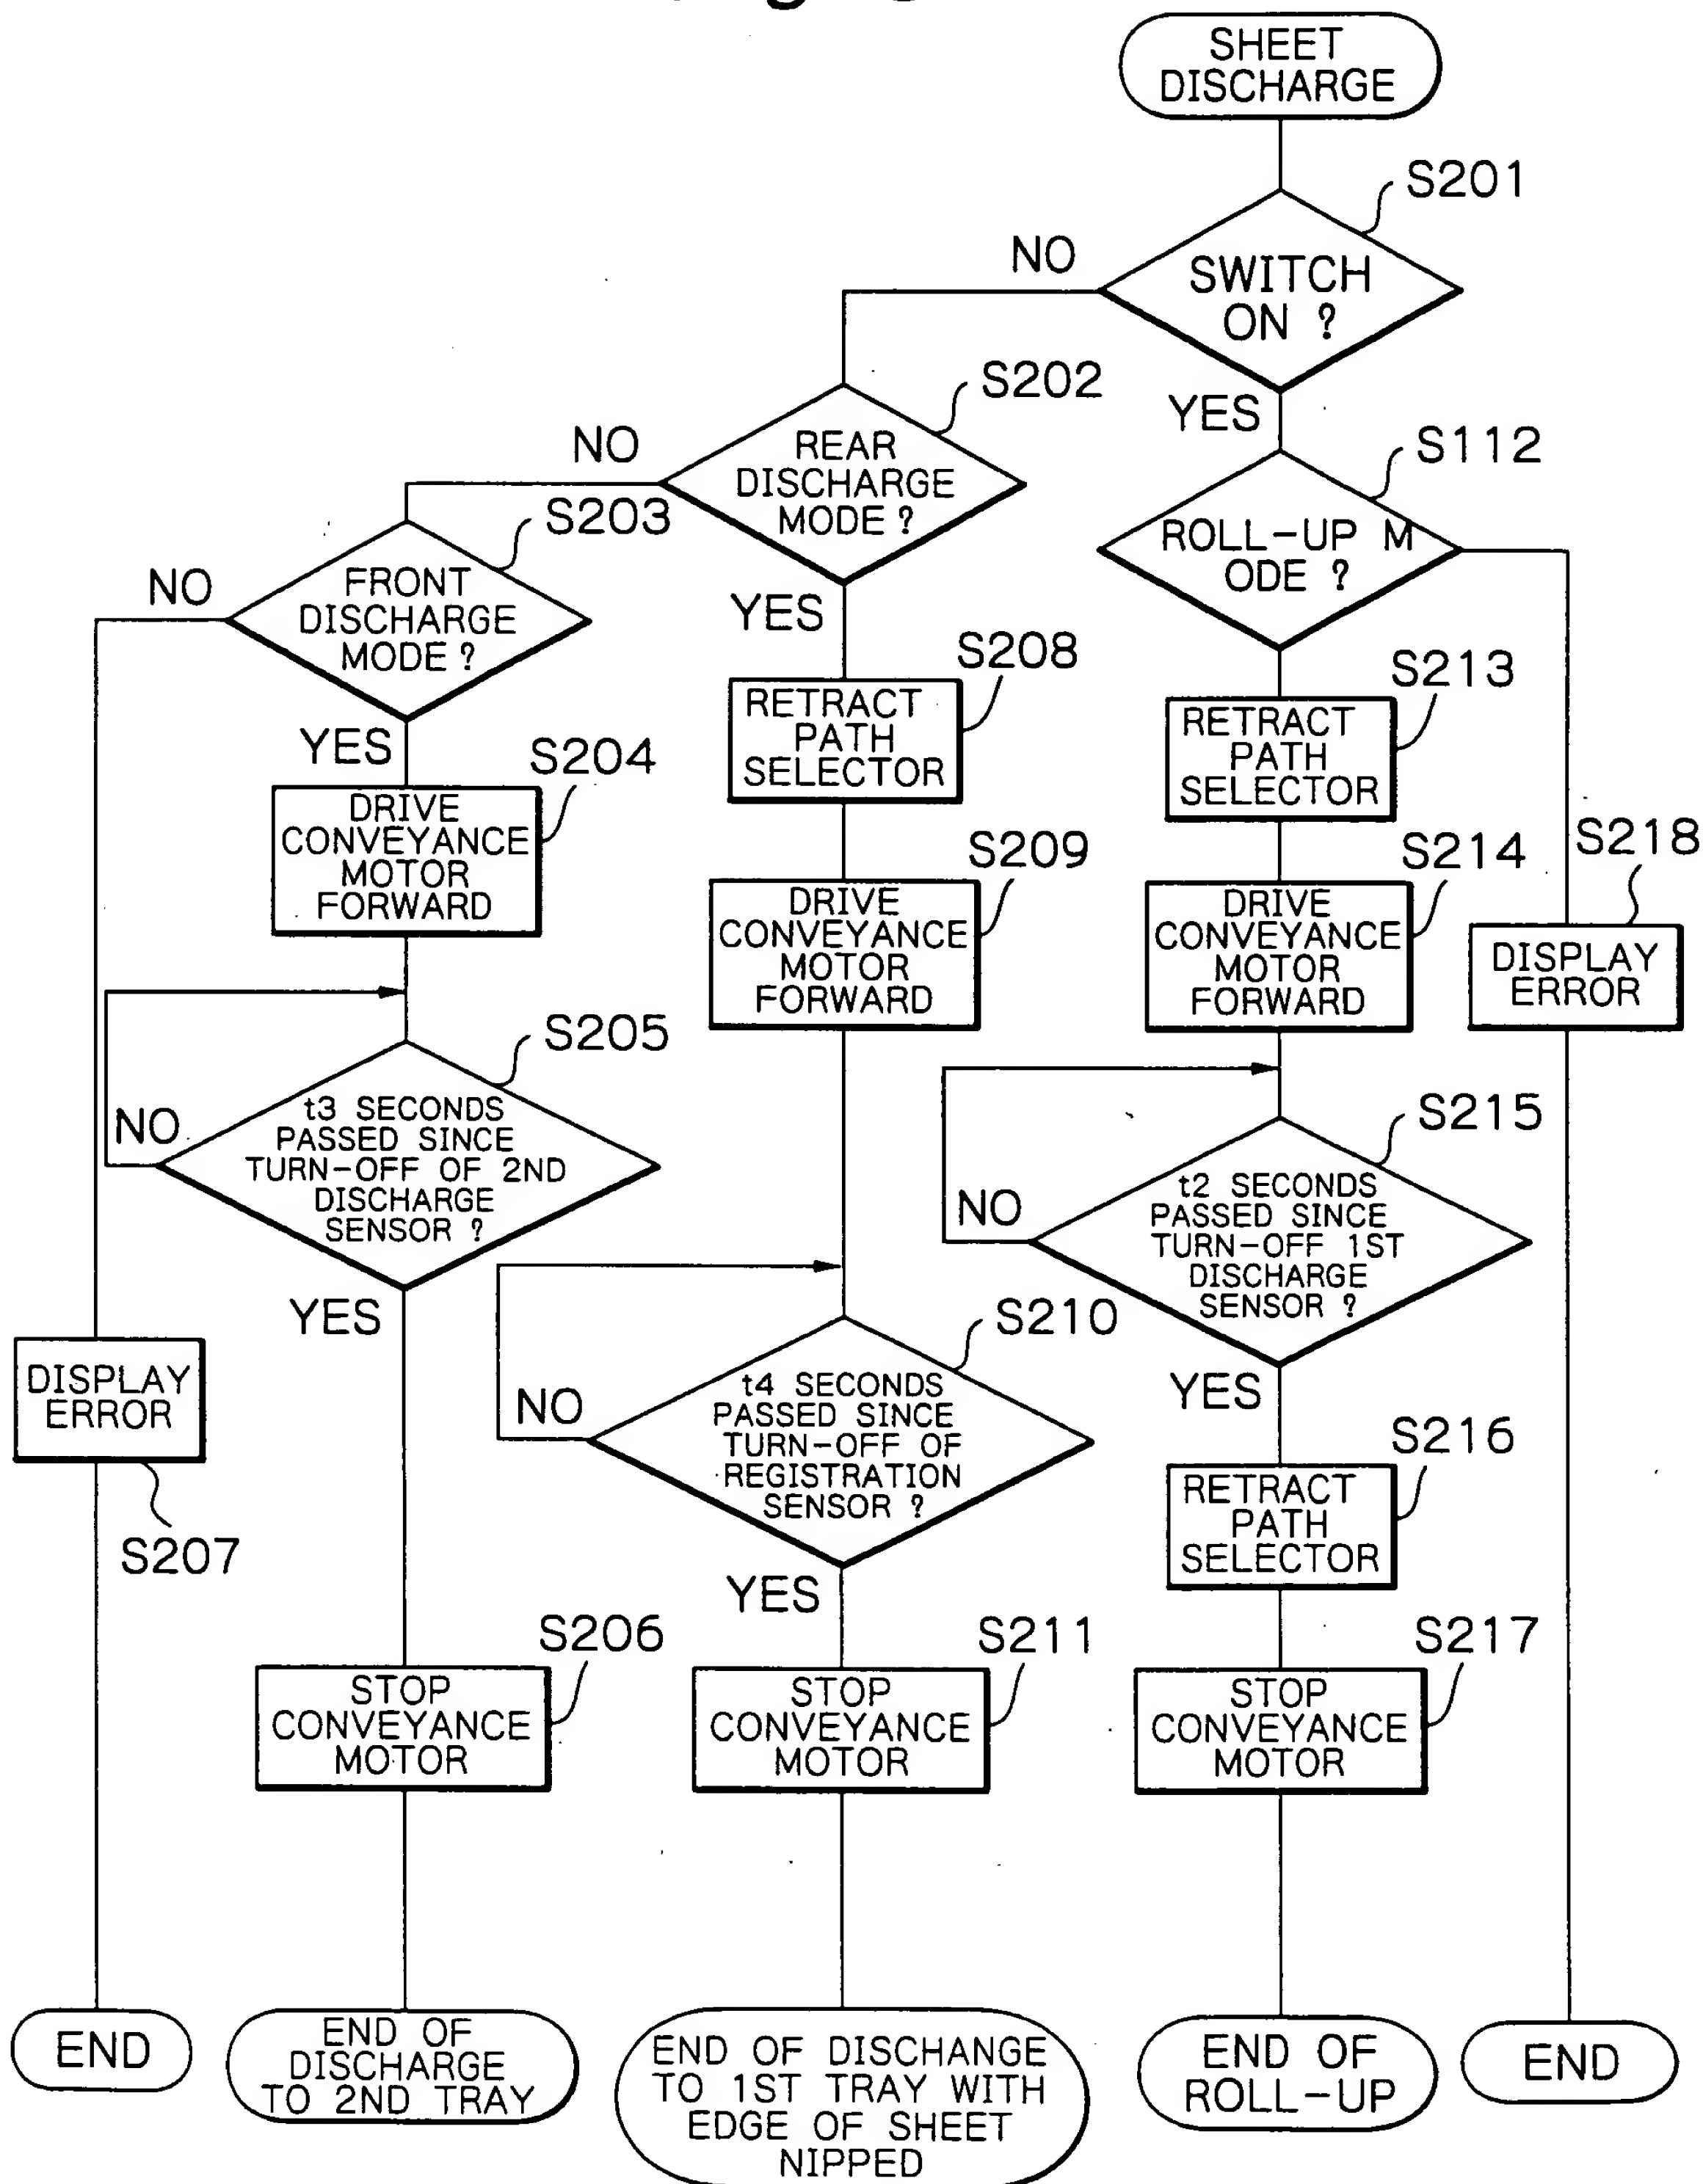 SHEET
DISCHARGE
S201
NO
SWITCH
ON ?
YES
S202
NO
REAR
DISCHARGE
MODE ?
YES
S112
ROLL-UP M
ODE ?
S203
NO
FRONT
DISCHARGE
MODE ?
YES
S208
RETRACT
PATH
SELECTOR
S213
RETRACT
PATH
SELECTOR
S204
DRIVE
CONVEYANCE
MOTOR
FORWARD
S209
DRIVE
CONVEYANCE
MOTOR
FORWARD
S214
DRIVE
CONVEYANCE
MOTOR
FORWARD
S218
DISPLAY
ERROR
S205
NO
t3 SECONDS
PASSED SINCE
TURN-OFF OF 2ND
DISCHARGE
SENSOR ?
YES
S215
NO
t2 SECONDS
PASSED SINCE
TURN-OFF 1ST
DISCHARGE
SENSOR ?
YES
DISPLAY
ERROR
S207
S210
NO
t4 SECONDS
PASSED SINCE
TURN-OFF OF
REGISTRATION
SENSOR ?
YES
S216
RETRACT
PATH
SELECTOR
S206
STOP
CONVEYANCE
MOTOR
S211
STOP
CONVEYANCE
MOTOR
S217
STOP
CONVEYANCE
MOTOR
END
END OF
DISCHARGE
TO 2ND TRAY
END OF DISCHANGE
TO 1ST TRAY WITH
EDGE OF SHEET
NIPPED
END OF
ROLL-UP
END